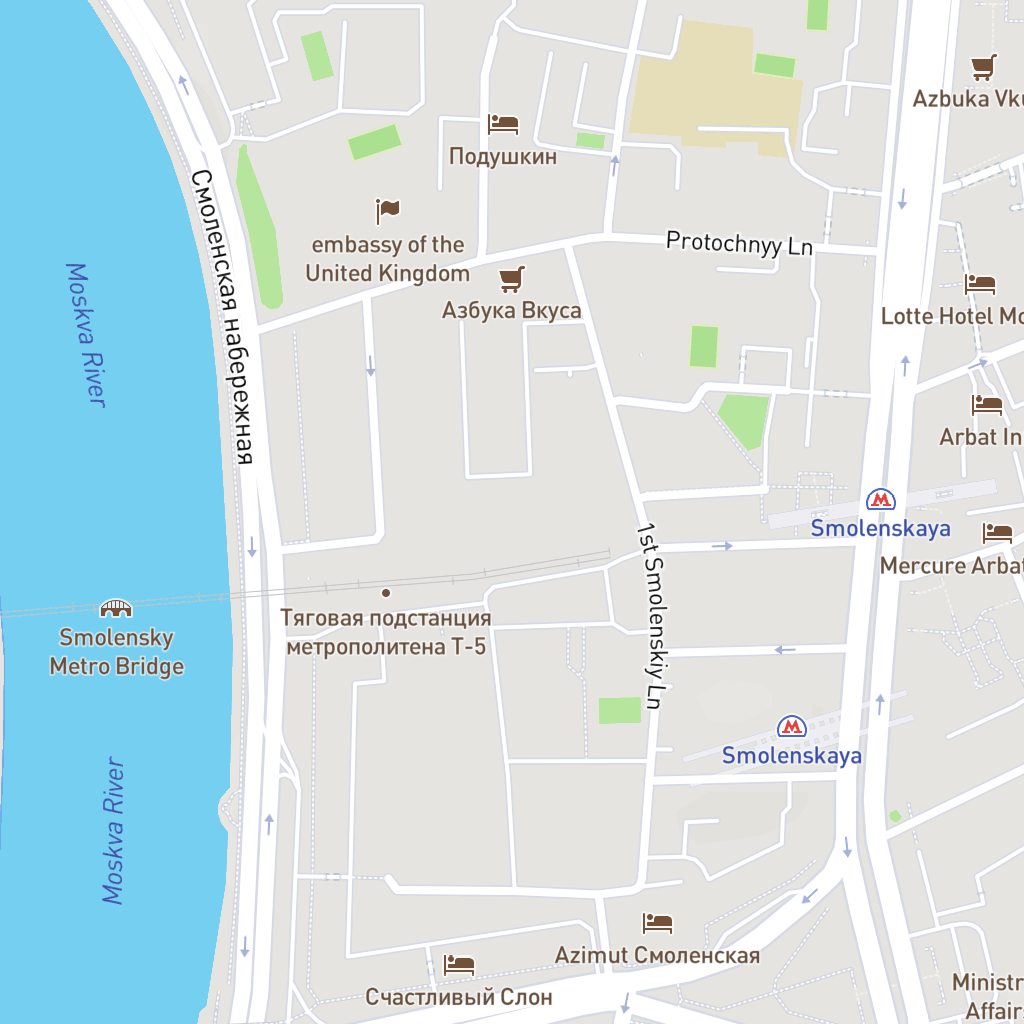 Azbuka Vku
Подушкин
Смоленская набережная
embassy of the
United Kingdom
Protochnyy Ln
Moskva River
Азбука Вкуса
Lotte Hotel Mo
Arbat In
Smolenskaya
1st Smolenskiy Ln
Mercure Arbat
Smolensky
Metro Bridge
Тяговая подстанция
метрополитена Т-5
Smolenskaya
Moskva River
Azimut Смоленская
Счастливый Слон
Ministr
Affair